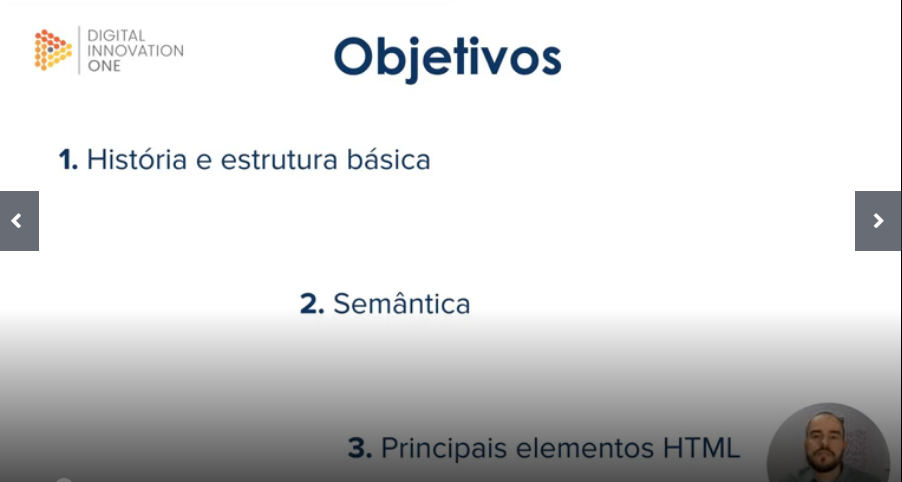 DIGITAL
INNOVATION
ONE
Objetivos
1. História e estrutura básica
2. Semântica
3. Principais elementos HTML